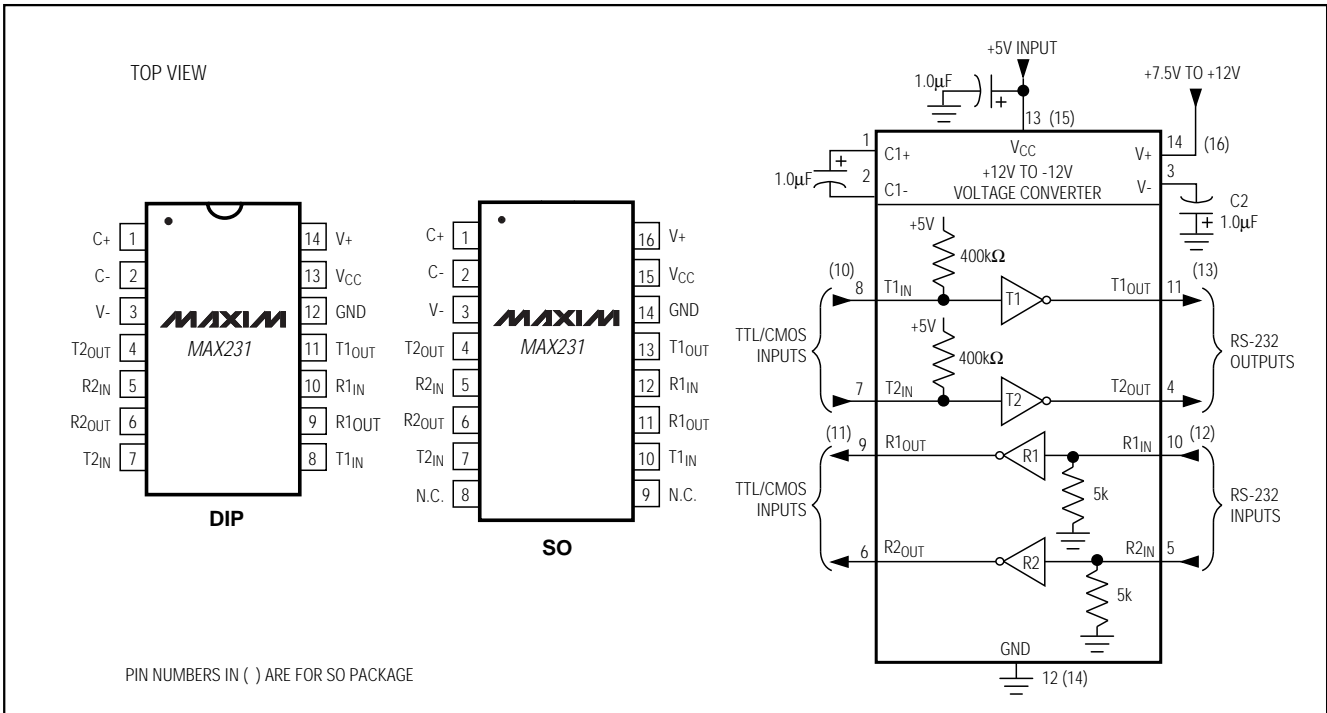 TOP VIEW
C+ 1
C- 2
V- 3
T2OUT 4
R2IN 5
R2OUT 6
T2IN 7
14 V+
13 VCC
12 GND
11 T1OUT
10 R1IN
9 R1OUT
8 T1IN
MAXIM
MAX231
DIP
C+ 1
C- 2
V- 3
T2OUT 4
R2IN 5
R2OUT 6
T2IN 7
N.C. 8
16 V+
15 VCC
14 GND
13 T1OUT
12 R1IN
11 R1OUT
10 T1IN
9 N.C.
MAXIM
MAX231
SO
+5V INPUT
1.0µF
+
+7.5V TO +12V
13 (15)
1
C1+
VCC
V+
14
(16)
+
1.0µF
2
C1-
+12V TO -12V
VOLTAGE CONVERTER
V-
3
C2
+
1.0µF
+5V
400kΩ
(10)
8
T1IN
T1
T1OUT
11
(13)
TTL/CMOS
INPUTS
+5V
400kΩ
RS-232
OUTPUTS
7
T2IN
T2
T2OUT
4
(11)
9
R1OUT
R1
R1IN
10
(12)
TTL/CMOS
INPUTS
5k
RS-232
INPUTS
6
R2OUT
R2
R2IN
5
5k
GND
12 (14)
PIN NUMBERS IN ( ) ARE FOR SO PACKAGE